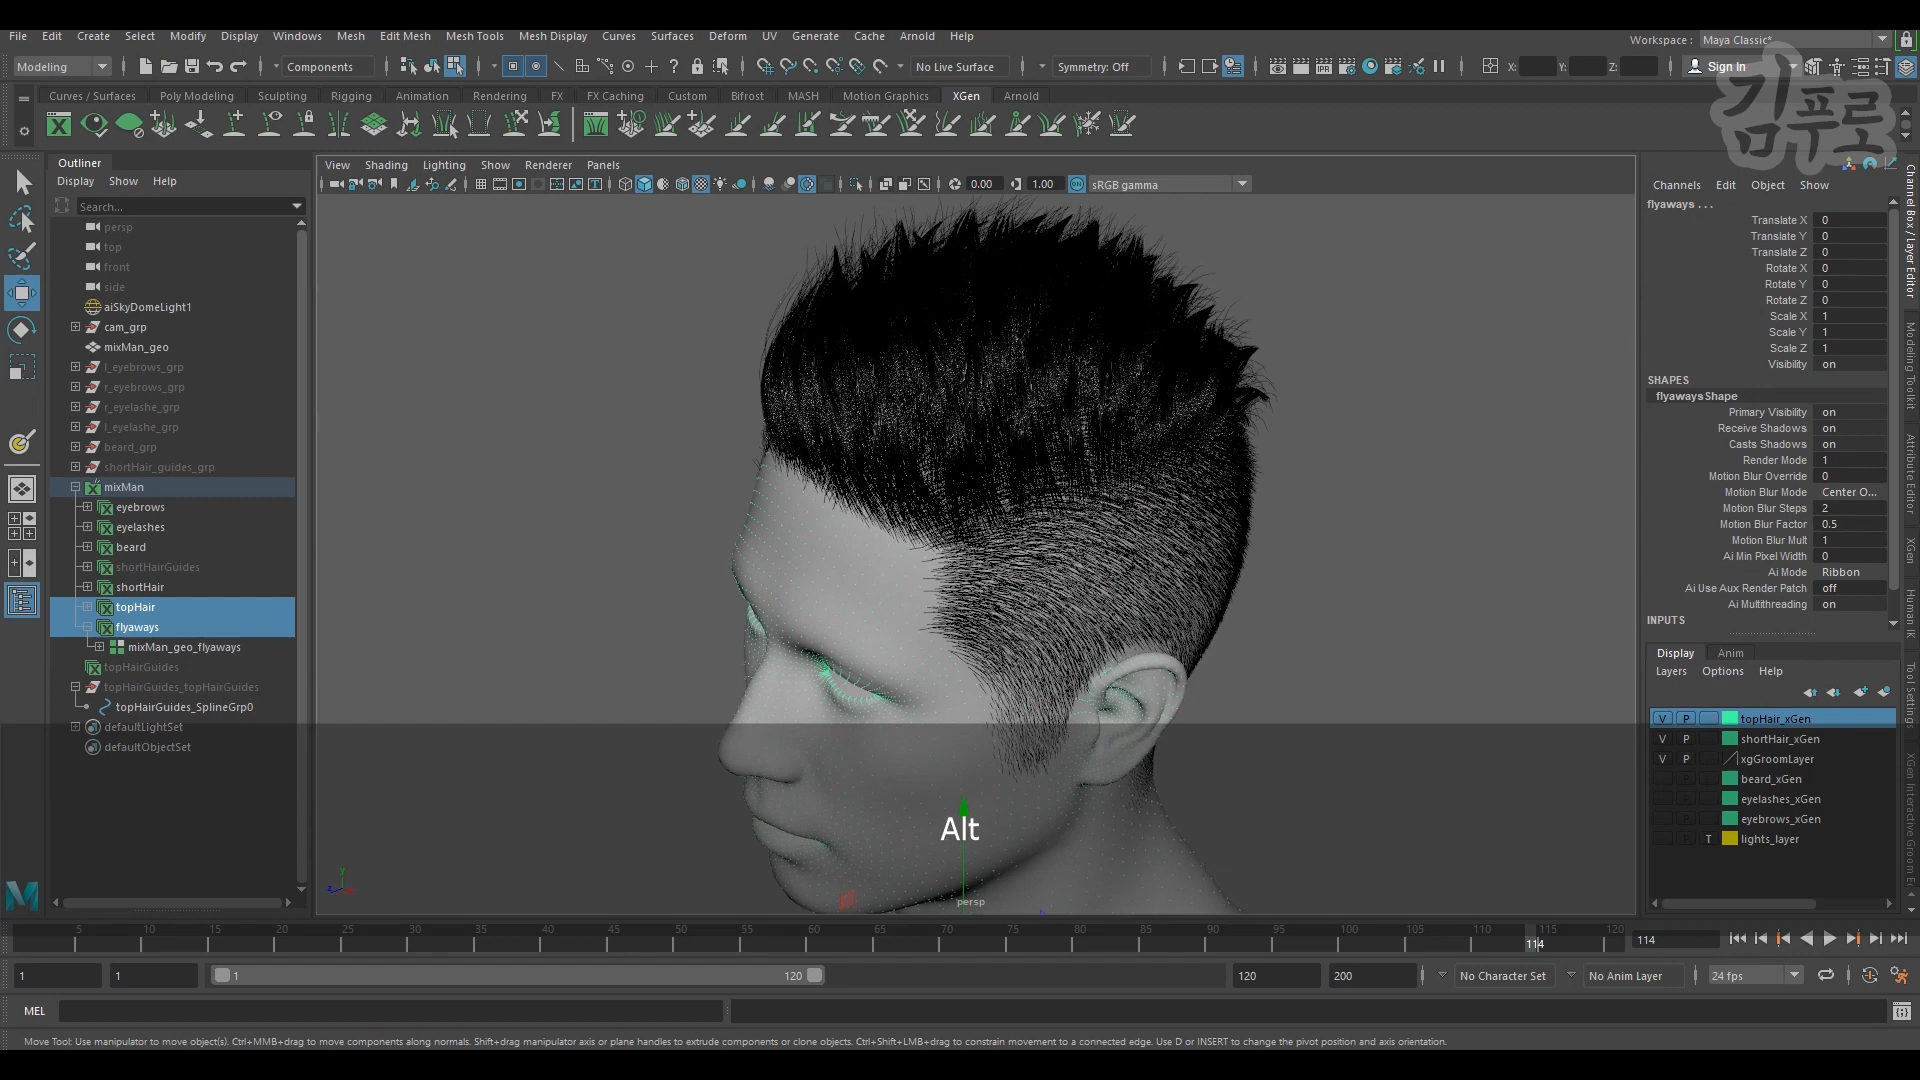 File Edit Create Select Modify Display Windows Mesh Edit Mesh Mesh Tools Mesh Display Curves Surfaces Deform UV Generate Cache Arnold Help
Workspace : Maya Classic*
Modeling Components No Live Surface Symmetry: Off X: Y: Z: Sign In
김푸로
Curves / Surfaces Poly Modeling Sculpting Rigging Animation Rendering FX FX Caching Custom Bifrost MASH Motion Graphics XGen Arnold
Outliner
Display Show Help
Search...
persp
top
front
side
aiSkyDomeLight1
cam_grp
mixMan_geo
l_eyebrows_grp
r_eyebrows_grp
r_eyelashe_grp
l_eyelashe_grp
beard_grp
shortHair_guides_grp
mixMan
eyebrows
eyelashes
beard
shortHairGuides
shortHair
topHair
flyaways
mixMan_geo_flyaways
topHairGuides
topHairGuides_topHairGuides
topHairGuides_SplineGrp0
defaultLightSet
defaultObjectSet
View Shading Lighting Show Renderer Panels
0.00 1.00 ON sRGB gamma
Alt
persp
y
z
Channels Edit Object Show
flyaways . . .
Translate X 0
Translate Y 0
Translate Z 0
Rotate X 0
Rotate Y 0
Rotate Z 0
Scale X 1
Scale Y 1
Scale Z 1
Visibility on
SHAPES
flyawaysShape
Primary Visibility on
Receive Shadows on
Casts Shadows on
Render Mode 1
Motion Blur Override 0
Motion Blur Mode Center O...
Motion Blur Steps 2
Motion Blur Factor 0.5
Motion Blur Mult 1
Ai Min Pixel Width 0
Ai Mode Ribbon
Ai Use Aux Render Patch off
Ai Multithreading on
INPUTS
Display Anim
Layers Options Help
V P topHair_xGen
V P shortHair_xGen
V P xgGroomLayer
P beard_xGen
P eyelashes_xGen
P eyebrows_xGen
P T lights_layer
Channel Box / Layer Editor
Modeling Toolkit
Attribute Editor
XGen
Human IK
Tool Settings
XGen Interactive Groom E
5 10 15 20 25 30 35 40 45 50 55 60 65 70 75 80 85 90 95 100 105 110 115 120
114
114
1 1 1 120 120 200 No Character Set No Anim Layer 24 fps
MEL
Move Tool: Use manipulator to move object(s). Ctrl+MMB+drag to move components along normals. Shift+drag manipulator axis or plane handles to extrude components or clone objects. Ctrl+Shift+LMB+drag to constrain movement to a connected edge. Use D or INSERT to change the pivot position and axis orientation.